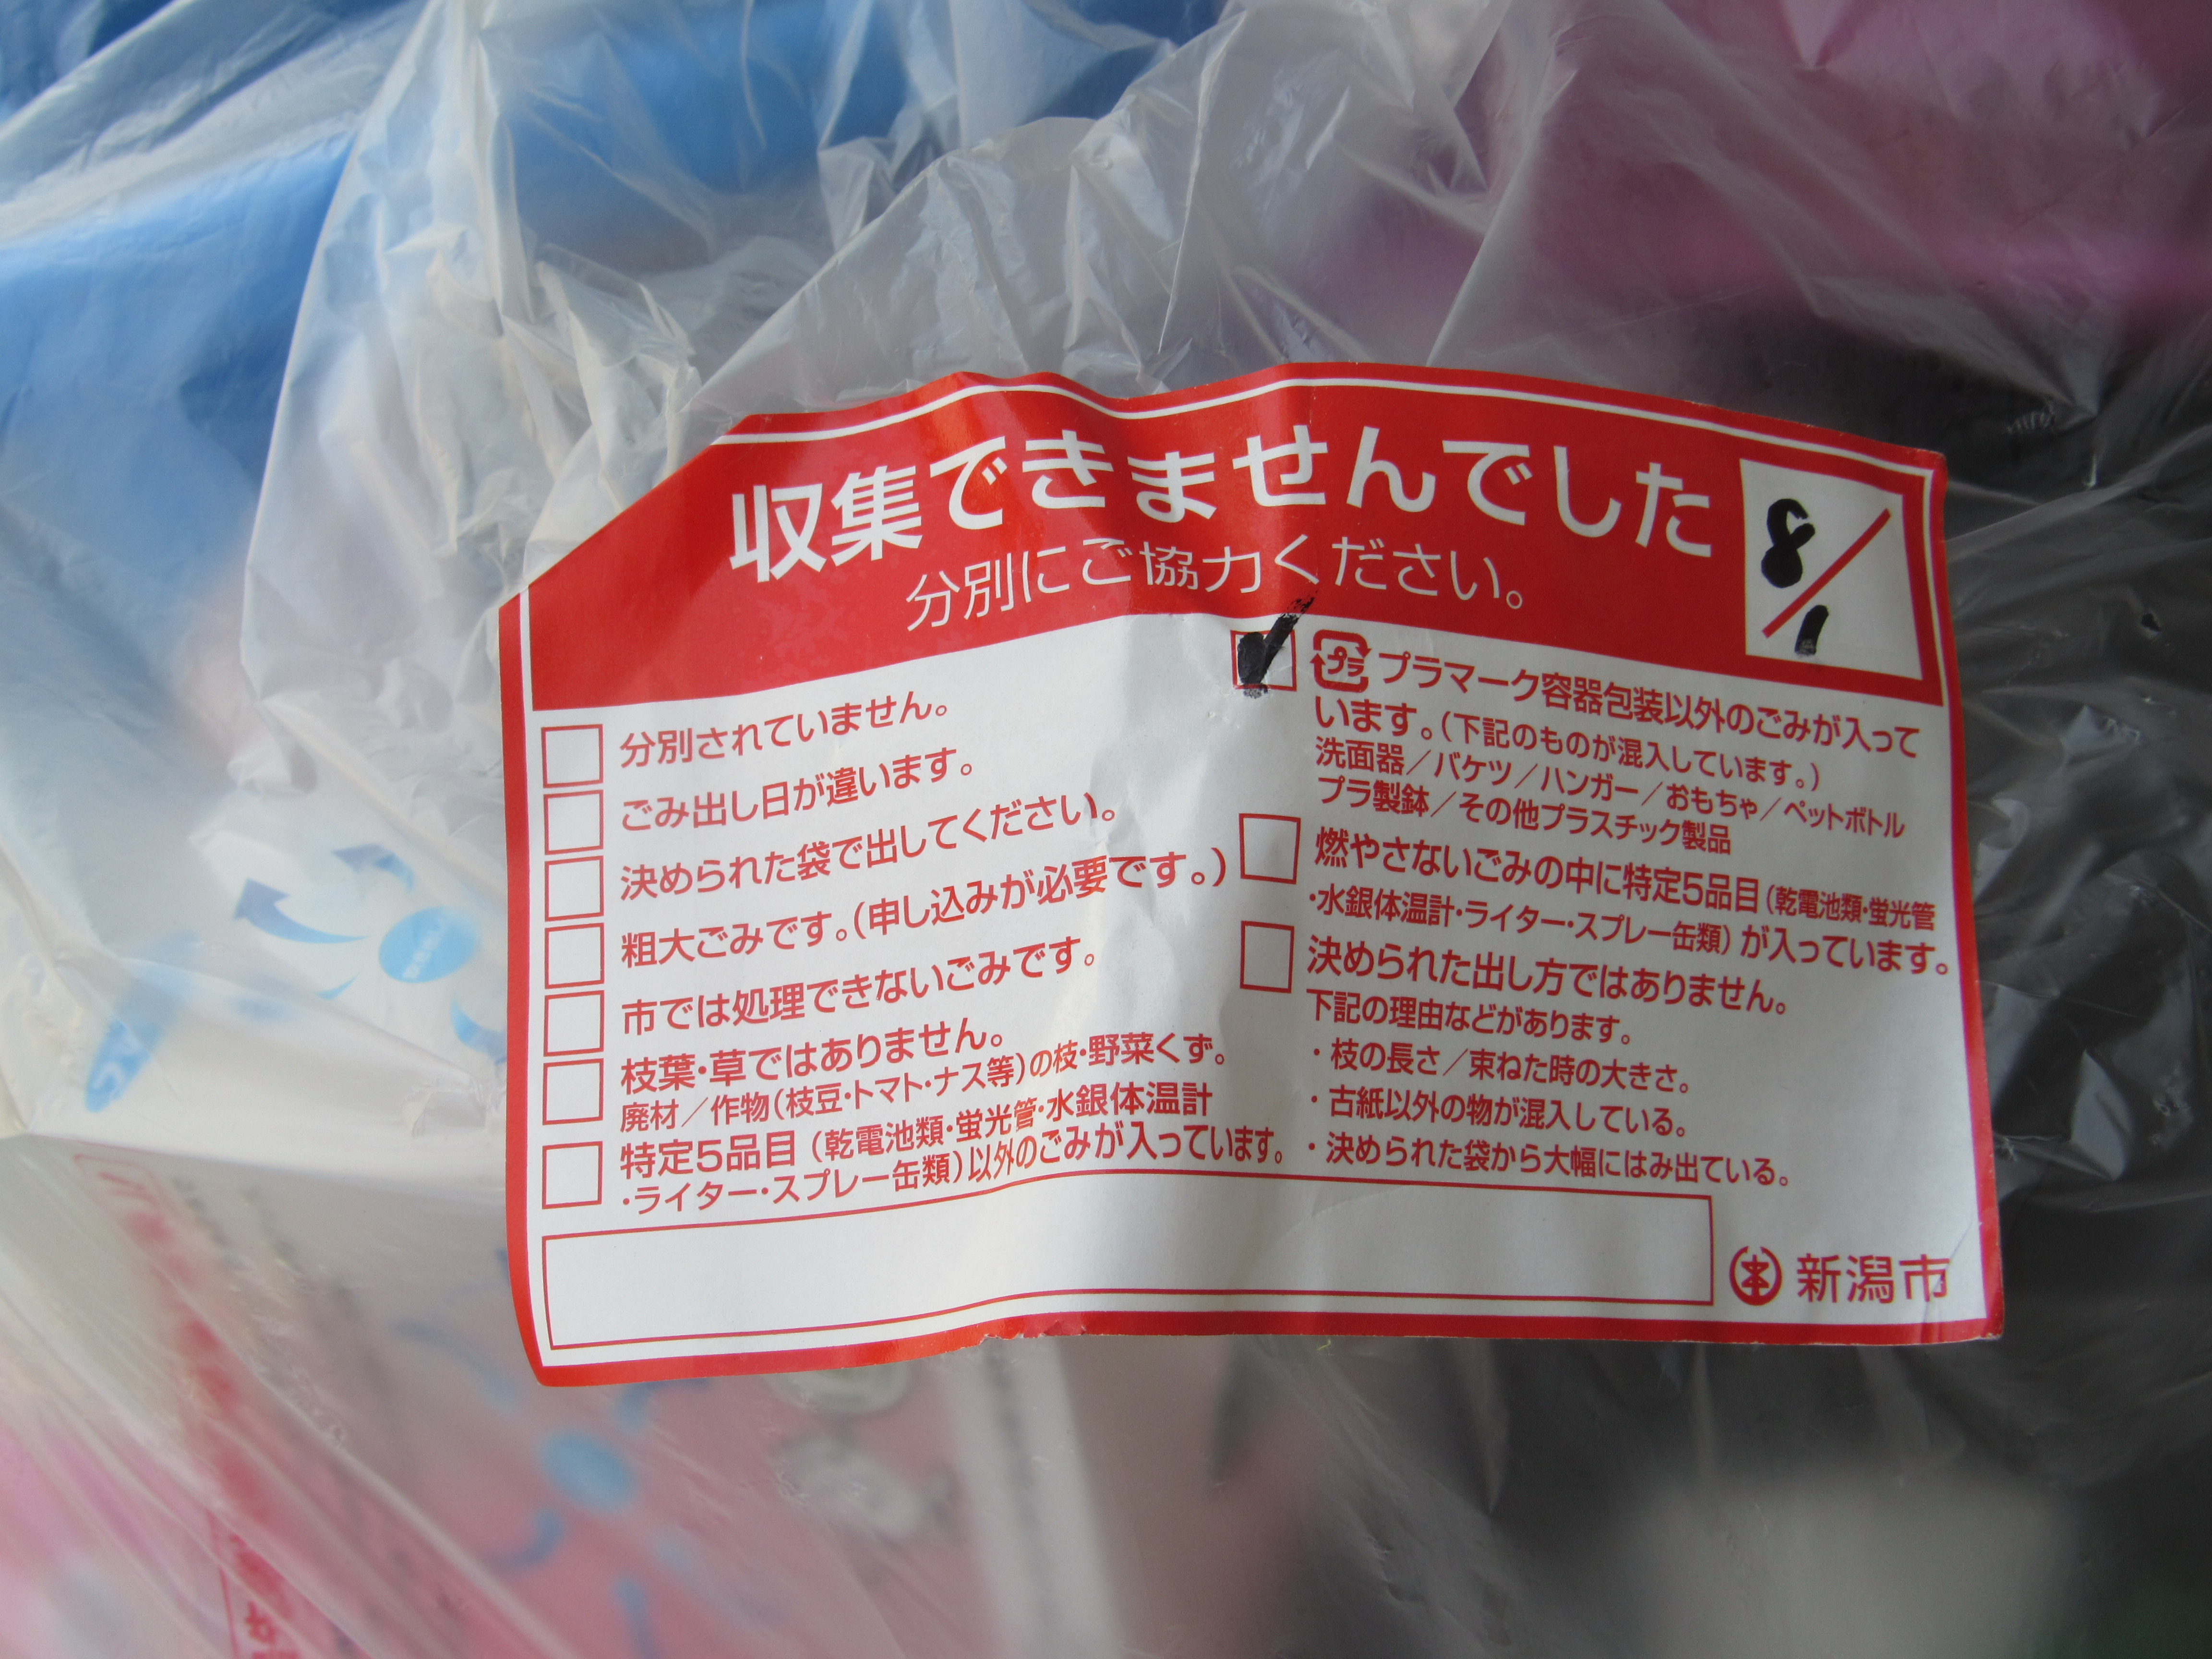 収集できませんでした
分別にご協力ください。
8/1
分別されていません。
ごみ出し日が違います。
決められた袋で出してください。
粗大ごみです。(申し込みが必要です。)
市では処理できないごみです。
枝葉・草ではありません。
廃材/作物(枝豆・トマト・ナス等)の枝・野菜くず。
特定5品目(乾電池類・蛍光管・水銀体温計
・ライター・スプレー缶類)以外のごみが入っています。
プラ プラマーク容器包装以外のごみが入って
います。(下記のものが混入しています。)
洗面器/バケツ/ハンガー/おもちゃ/ペットボトル
プラ製鉢/その他プラスチック製品
燃やさないごみの中に特定5品目(乾電池類・蛍光管
・水銀体温計・ライター・スプレー缶類)が入っています。
決められた出し方ではありません。
下記の理由などがあります。
・枝の長さ/束ねた時の大きさ。
・古紙以外の物が混入している。
・決められた袋から大幅にはみ出ている。
新潟市